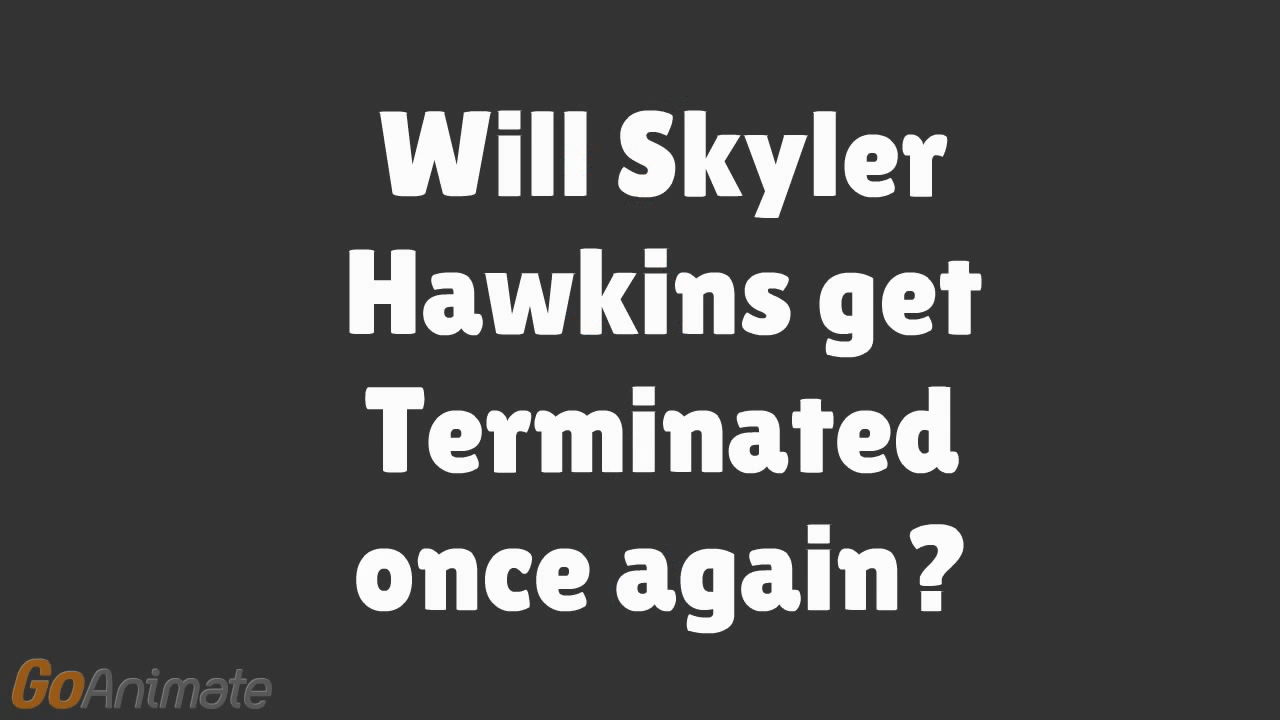 Will Skyler
Hawkins get
Terminated
once again?
GoAnimate